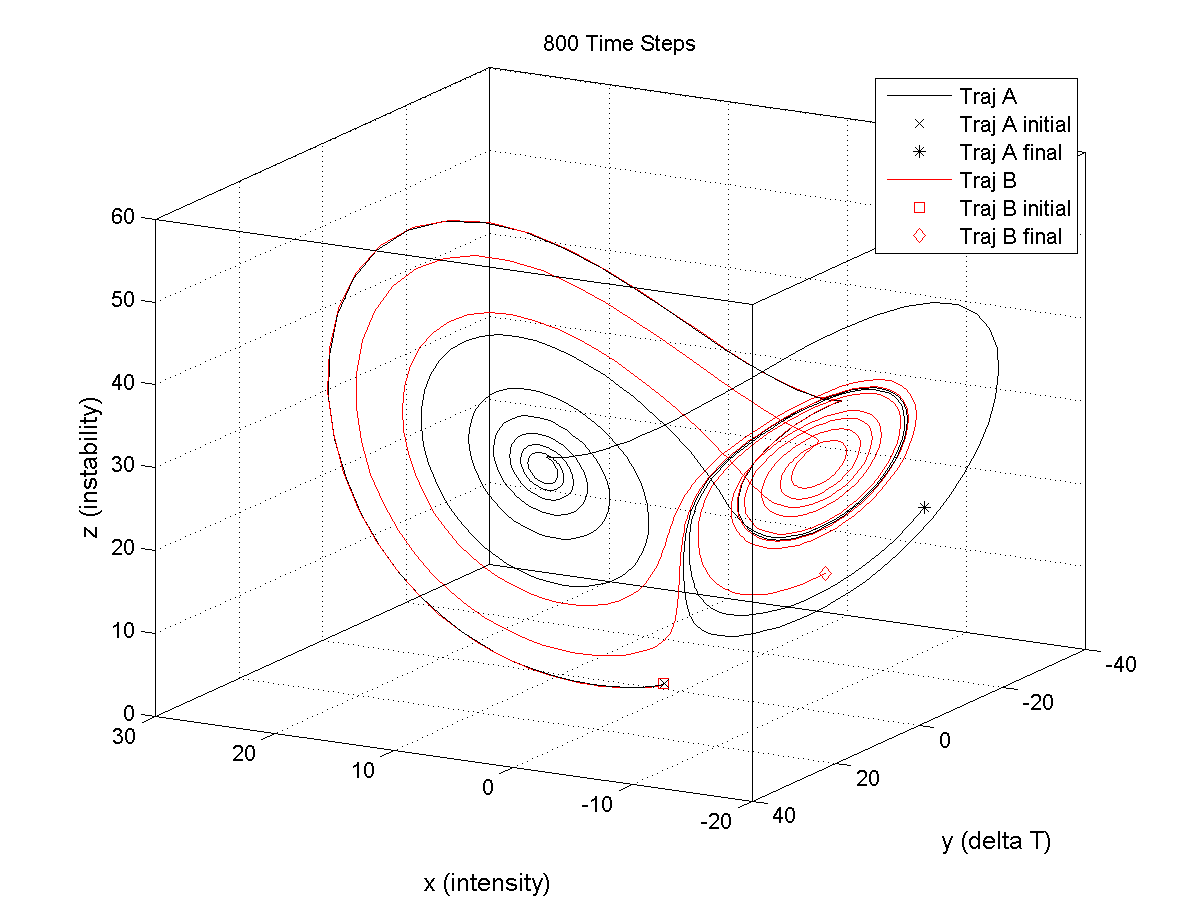 800 Time Steps
Traj A
Traj A initial
Traj A final
Traj B
Traj B initial
Traj B final
60
50
40
30
20
10
0
z (instability)
30
20
10
0
-10
-20
x (intensity)
40
20
0
-20
-40
y (delta T)